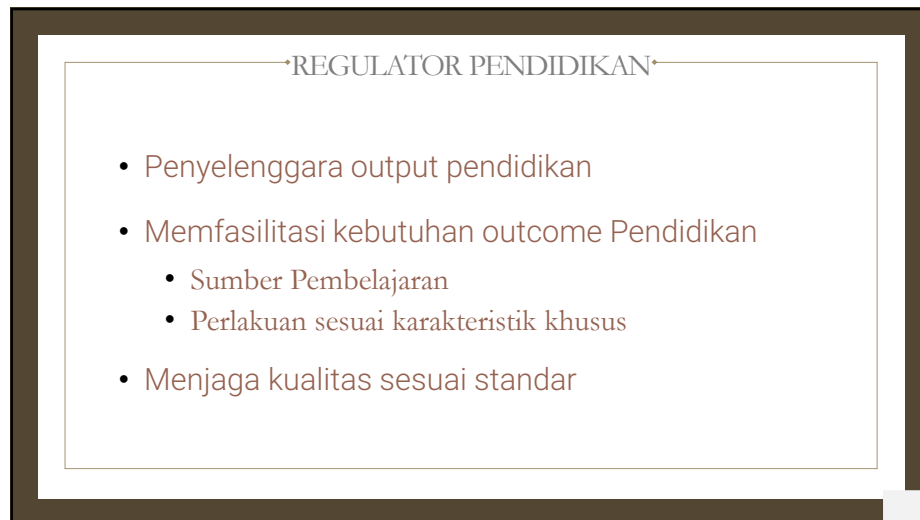 REGULATOR PENDIDIKAN
• Penyelenggara output pendidikan
• Memfasilitasi kebutuhan outcome Pendidikan
• Sumber Pembelajaran
• Perlakuan sesuai karakteristik khusus
• Menjaga kualitas sesuai standar